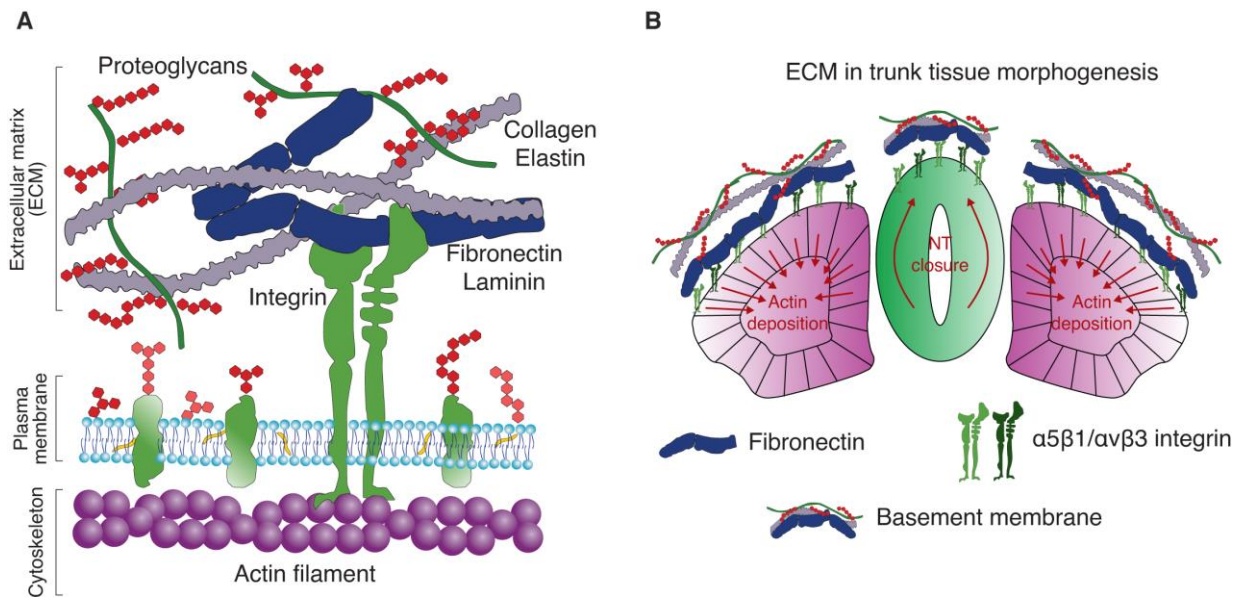 A
Proteoglycans
Collagen
Elastin
Extracellular matrix
(ECM)
Fibronectin
Laminin
Integrin
Plasma
membrane
Cytoskeleton
Actin filament
B
ECM in trunk tissue morphogenesis
NT
closure
Actin
deposition
Actin
deposition
Fibronectin
α5β1/αvβ3 integrin
Basement membrane